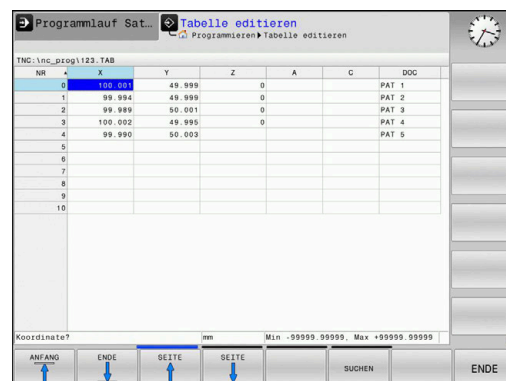 Programmlauf Sat… Tabelle editieren
Programmieren▶Tabelle editieren
TNC:\nc_prog\123.TAB
NR X Y Z A C DOC
0 100.001 49.999 0 PAT 1
1 99.994 49.999 0 PAT 2
2 99.989 50.001 0 PAT 3
3 100.002 49.995 0 PAT 4
4 99.990 50.003 PAT 5
5
6
7
8
9
10
Koordinate? mm Min -99999.99999, Max +99999.99999
ANFANG ENDE SEITE SEITE SUCHEN ENDE